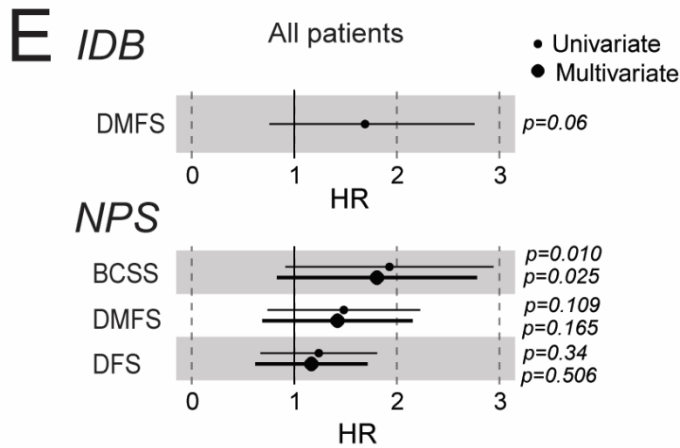 E IDB
All patients
Univariate
Multivariate
DMFS
p=0.06
0 1 2 3
HR
NPS
BCSS
p=0.010
p=0.025
DMFS
p=0.109
p=0.165
DFS
p=0.34
p=0.506
0 1 2 3
HR